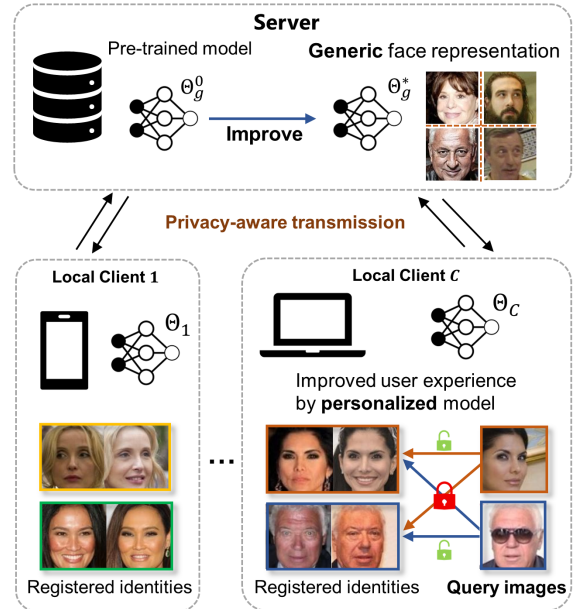 Server
Pre-trained model
Generic face representation
Θ_g^0
Improve
Θ_g^*
Privacy-aware transmission
Local Client 1
Θ_1
Registered identities
...
Local Client C
Θ_C
Improved user experience
by personalized model
Registered identities
Query images